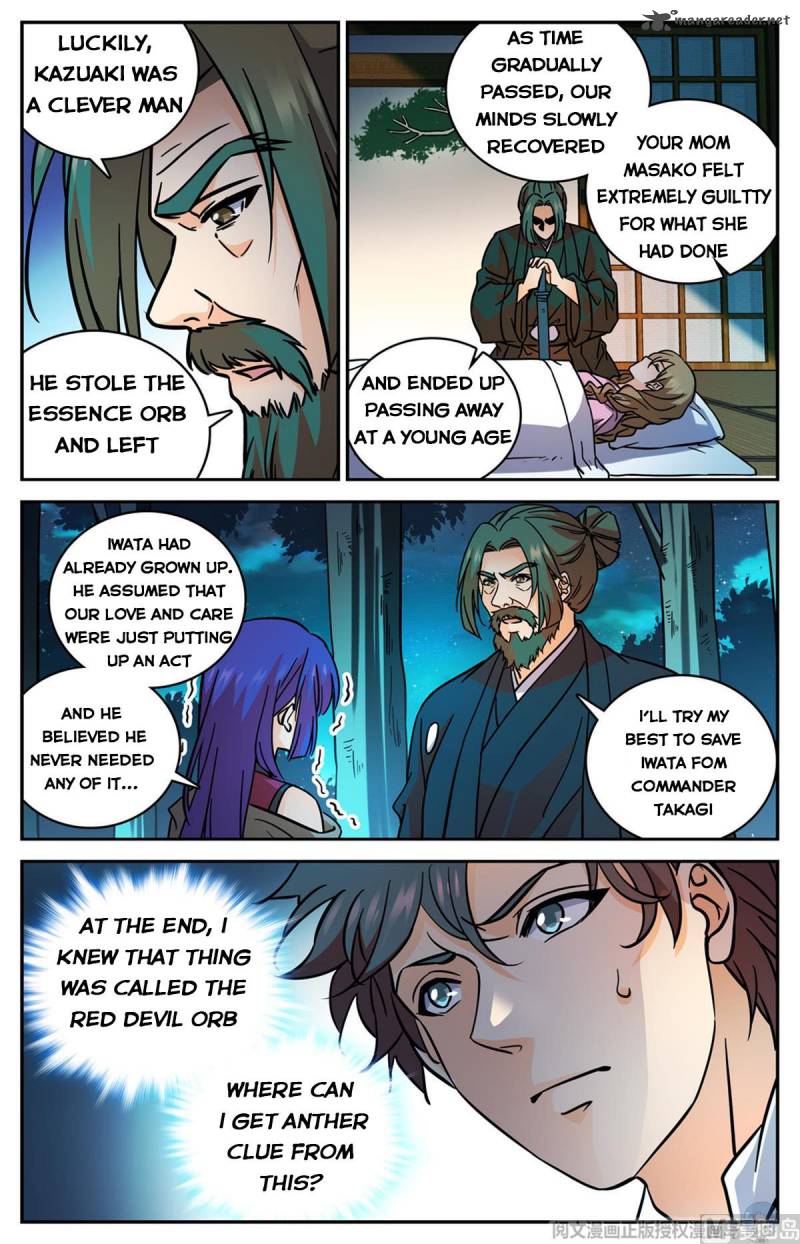 mangareader.net
LUCKILY,
KAZUAKI WAS
A CLEVER MAN
HE STOLE THE
ESSENCE ORB
AND LEFT
AS TIME
GRADUALLY
PASSED, OUR
MINDS SLOWLY
RECOVERED
YOUR MOM
MASAKO FELT
EXTREMELY GUILTTY
FOR WHAT SHE
HAD DONE
AND ENDED UP
PASSING AWAY
AT A YOUNG AGE
IWATA HAD
ALREADY GROWN UP.
HE ASSUMED THAT
OUR LOVE AND CARE
WERE JUST PUTTING
UP AN ACT
AND HE
BELIEVED HE
NEVER NEEDED
ANY OF IT...
I'LL TRY MY
BEST TO SAVE
IWATA FOM
COMMANDER
TAKAGI
AT THE END, I
KNEW THAT THING
WAS CALLED THE
RED DEVIL ORB
WHERE CAN
I GET ANTHER
CLUE FROM
THIS?
阅文漫画正版授权漫画